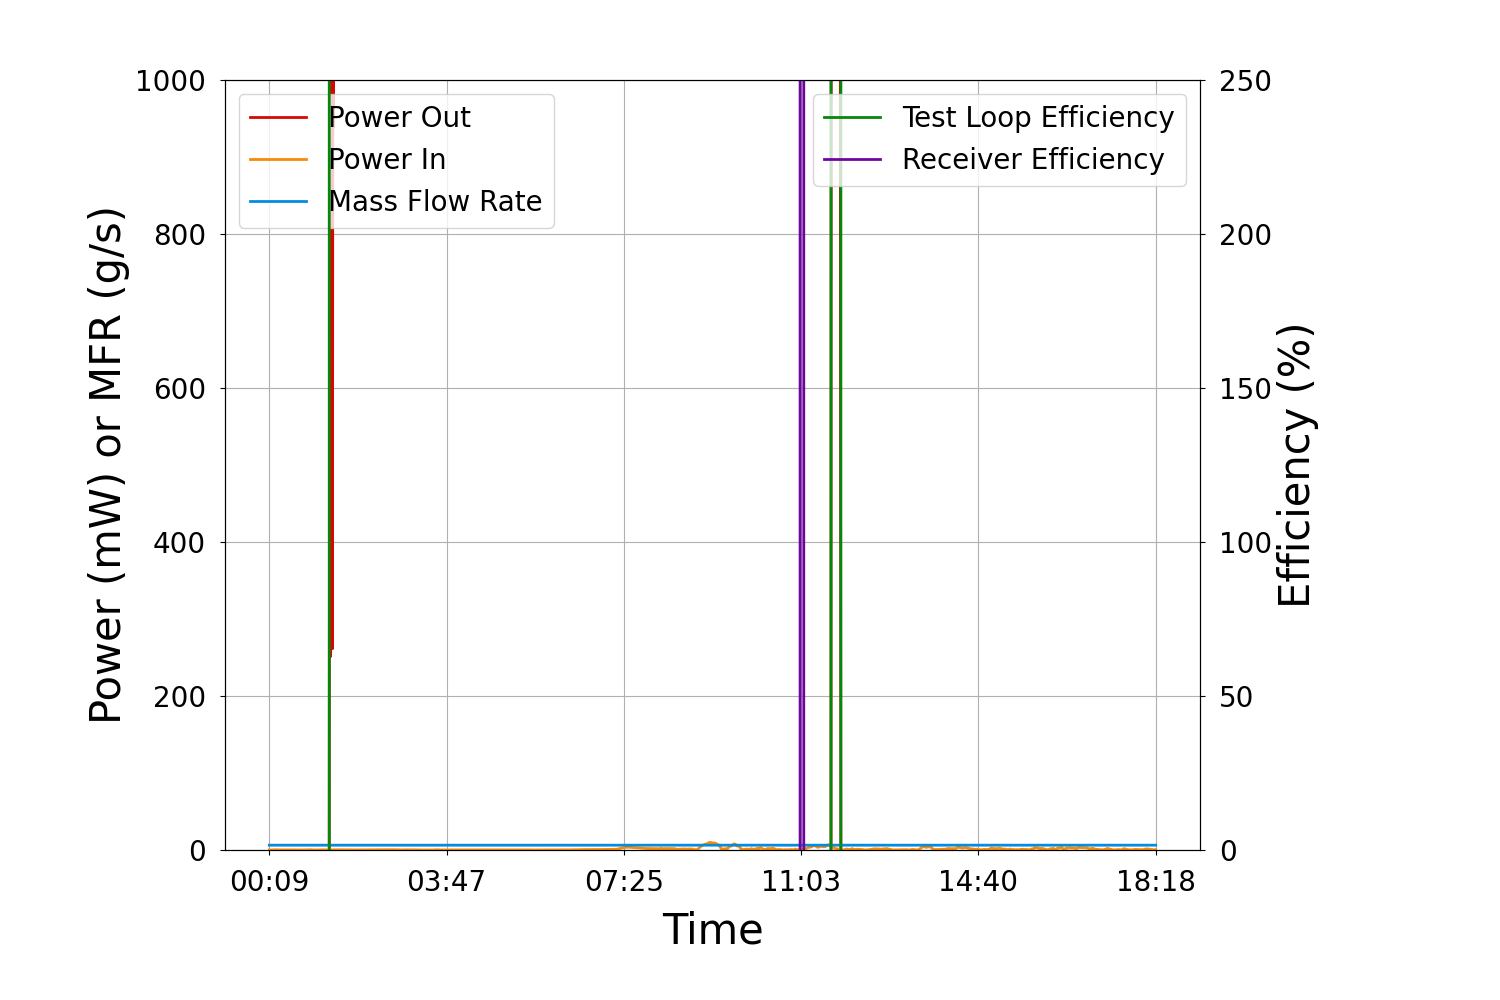 1000
800
600
400
200
0
Power (mW) or MFR (g/s)
Power Out
Power In
Mass Flow Rate
Test Loop Efficiency
Receiver Efficiency
250
200
150
100
50
0
Efficiency (%)
00:09 03:47 07:25 11:03 14:40 18:18
Time